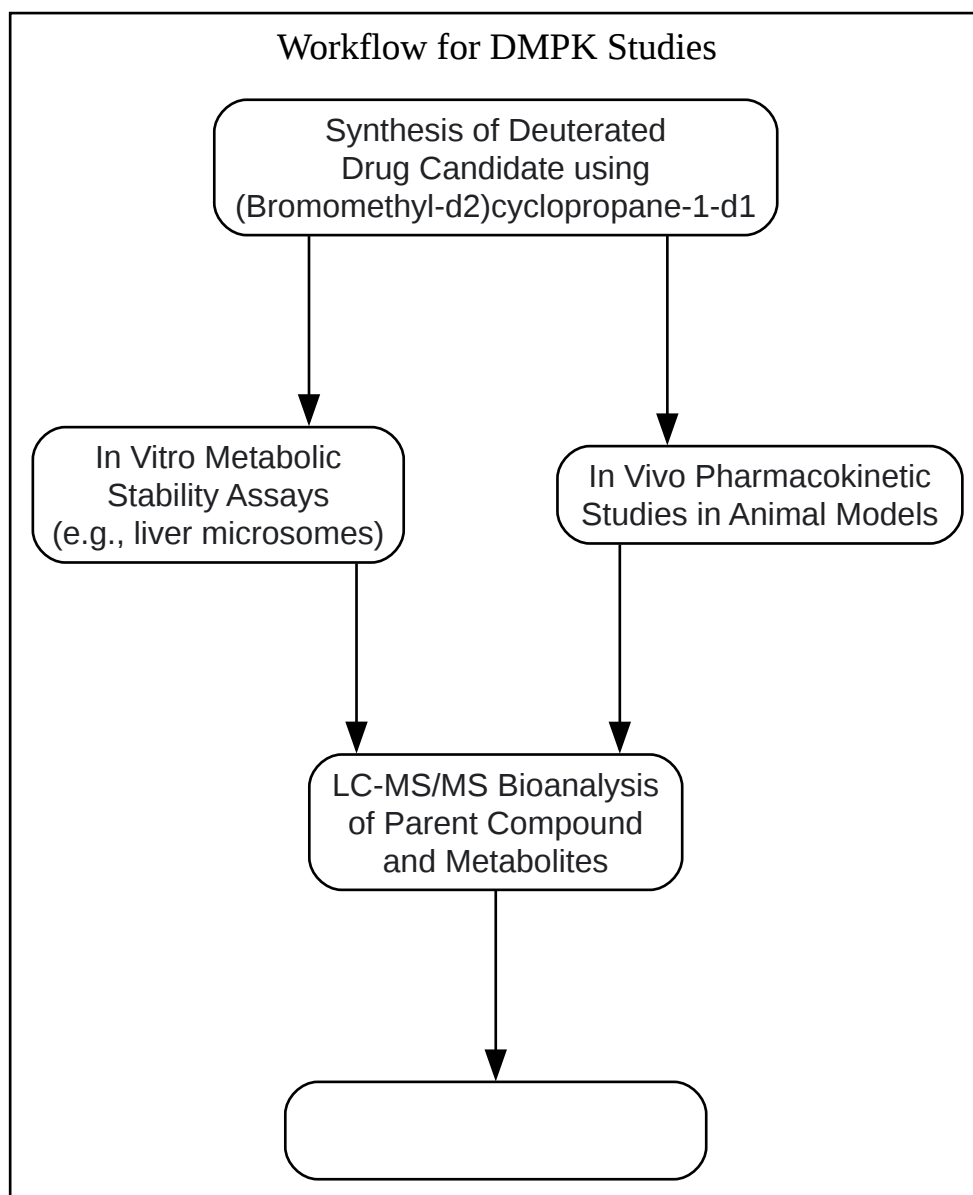 Workflow for DMPK Studies
Synthesis of Deuterated
Drug Candidate using
(Bromomethyl-d2)cyclopropane-1-d1
In Vitro Metabolic
Stability Assays
(e.g., liver microsomes)
In Vivo Pharmacokinetic
Studies in Animal Models
LC-MS/MS Bioanalysis
of Parent Compound
and Metabolites